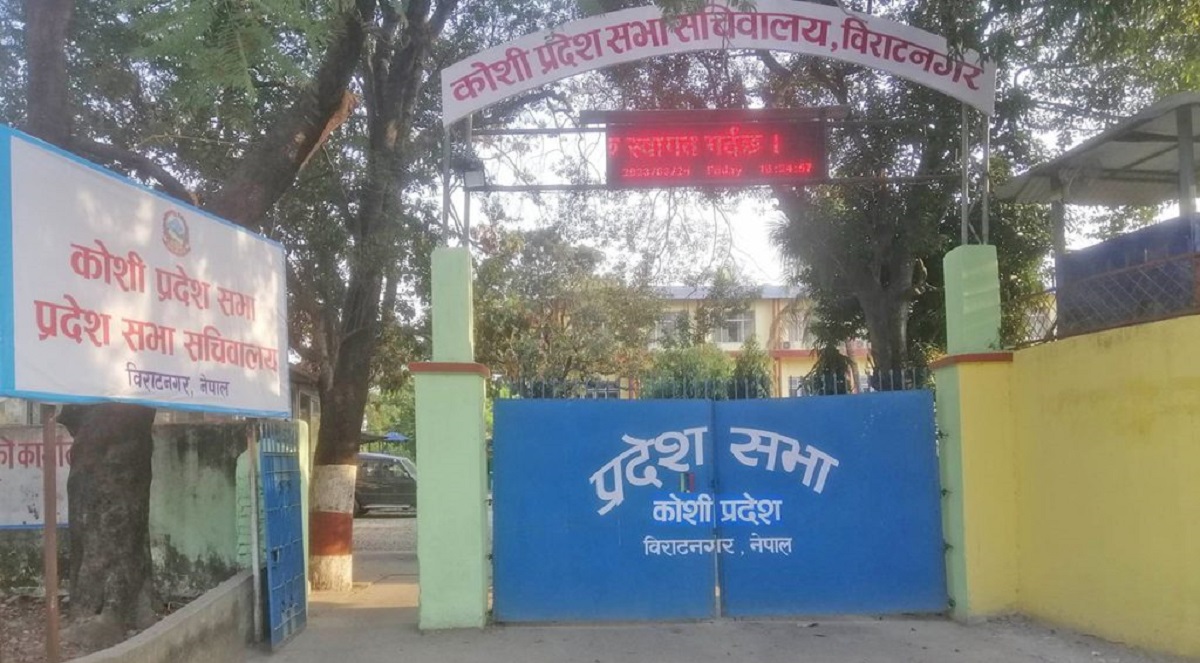 कोशी प्रदेश सभा सचिवालय, विराटनगर
स्वागत गर्दछ ।
कोशी प्रदेश सभा
प्रदेश सभा सचिवालय
विराटनगर, नेपाल
प्रदेश सभा
कोशी प्रदेश
विराटनगर, नेपाल